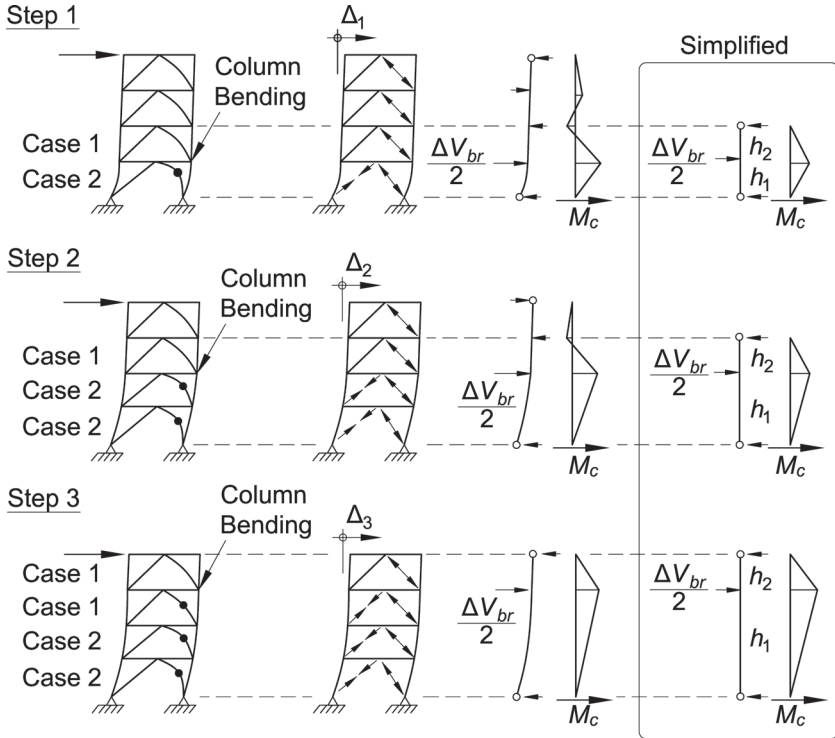 Step 1
Δ1
Simplified
Column
Bending
Case 1
Case 2
ΔVbr
2
ΔVbr
2
h2
h1
Mc
Mc
Step 2
Δ2
Column
Bending
Case 1
Case 2
Case 2
ΔVbr
2
ΔVbr
2
h2
h1
Mc
Mc
Step 3
Column
Bending
Δ3
Case 1
Case 1
Case 2
Case 2
ΔVbr
2
ΔVbr
2
h2
h1
Mc
Mc